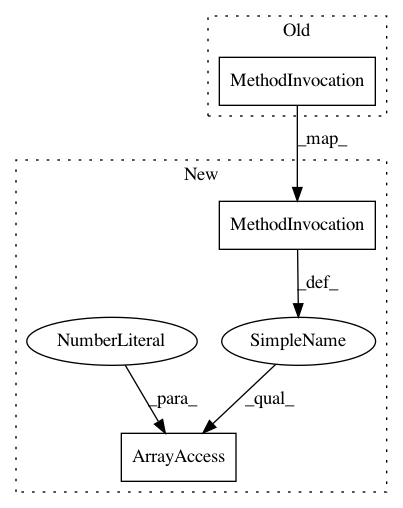 Old
MethodInvocation
_map_
New
MethodInvocation
_def_
NumberLiteral
SimpleName
_para_
_qual_
ArrayAccess